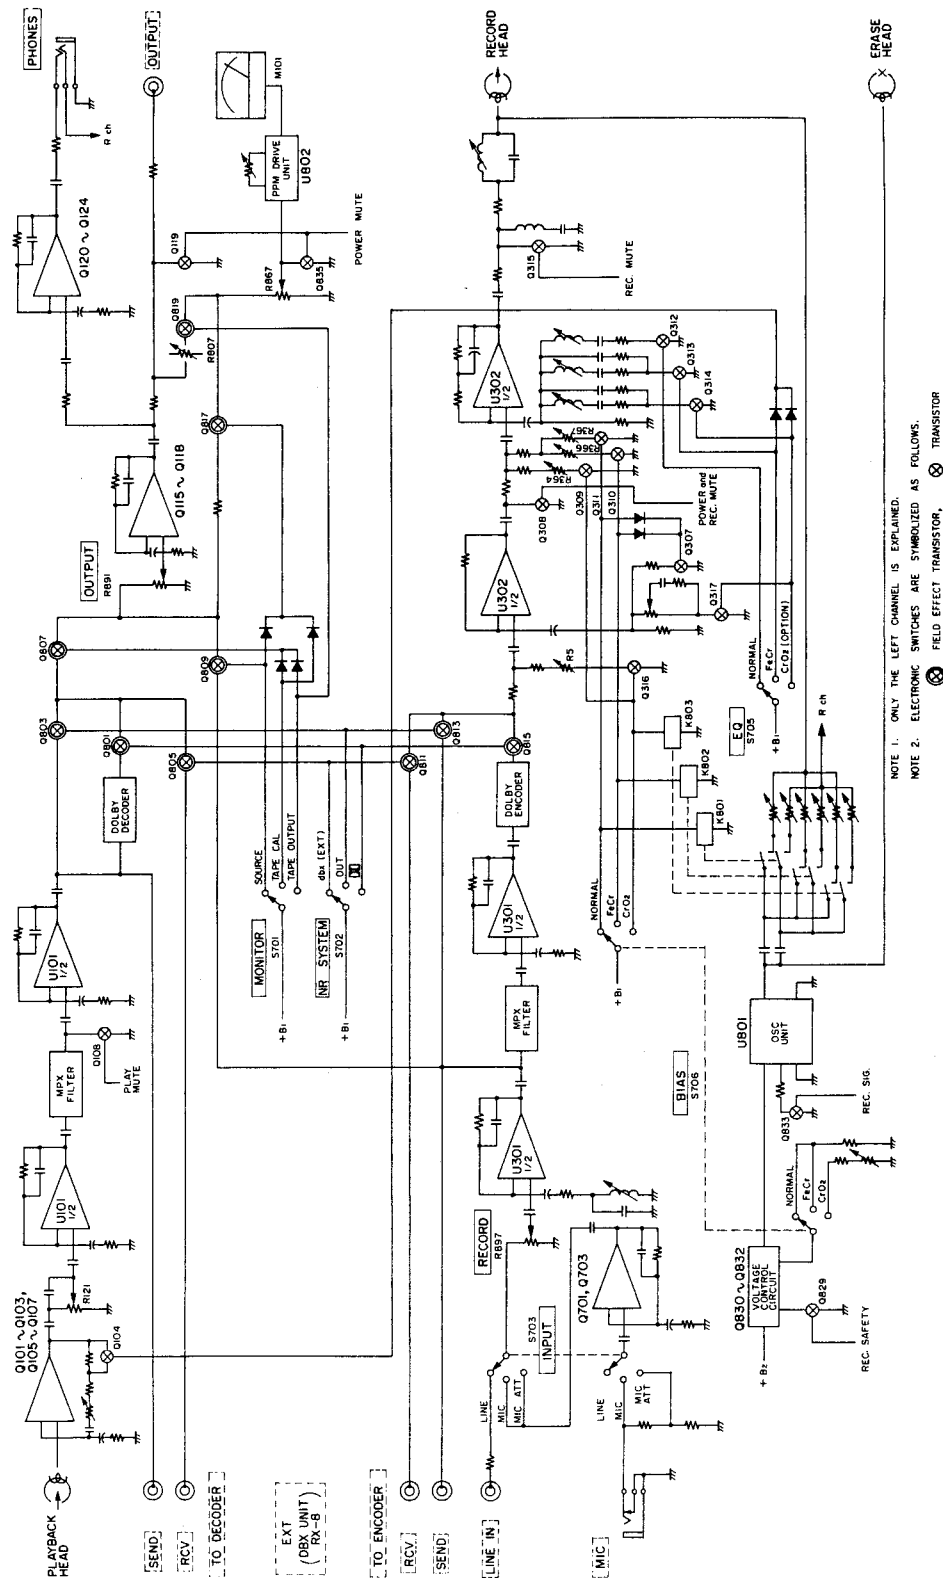 PLAYBACK
HEAD
Q101 ~ Q103,
Q105 ~ Q107
R121
Q104
U101
1/2
MPX
FILTER
Q108
PLAY
MUTE
U101
1/2
DOLBY
DECODER
Q801
Q803
Q805
Q807
Q809
OUTPUT
R891
Q115 ~ Q118
Q817
R807
Q819
Q119
Q120 ~ Q124
PHONES
R ch
OUTPUT
M101
PPM DRIVE
UNIT
U802
R867
Q835
POWER MUTE
SEND
RCV
TO DECODER
EXT
(DBX UNIT)
RX-8
TO ENCODER
RCV
SEND
LINE IN
MIC
MONITOR
S701
+B1
SOURCE
TAPE CAL
TAPE OUTPUT
NR SYSTEM
S702
+B1
dbx (EXT)
OUT
LINE
MIC
MIC ATT
S703
INPUT
LINE
MIC
MIC
ATT
Q701, Q703
RECORD
R897
U301
1/2
MPX
FILTER
U301
1/2
DOLBY
ENCODER
Q811
Q813
Q815
R5
Q316
U302
1/2
Q308
Q309
Q311
Q310
R364
R366
R367
POWER and
REC. MUTE
Q307
Q317
U302
1/2
Q312
Q313
Q314
Q315
REC. MUTE
RECORD
HEAD
BIAS
S706
+B1
NORMAL
FeCr
CrO2
K801
K802
K803
EQ
S705
+B1
NORMAL
FeCr
CrO2 (OPTION)
+B2
Q830 ~ Q832
VOLTAGE
CONTROL
CIRCUIT
Q829
REC. SAFETY
NORMAL
FeCr
CrO2
Q833
REC. SIG.
U801
OSC
UNIT
R ch
ERASE
HEAD
NOTE 1. ONLY THE LEFT CHANNEL IS EXPLAINED.
NOTE 2. ELECTRONIC SWITCHES ARE SYMBOLIZED AS FOLLOWS.
FIELD EFFECT TRANSISTOR, TRANSISTOR